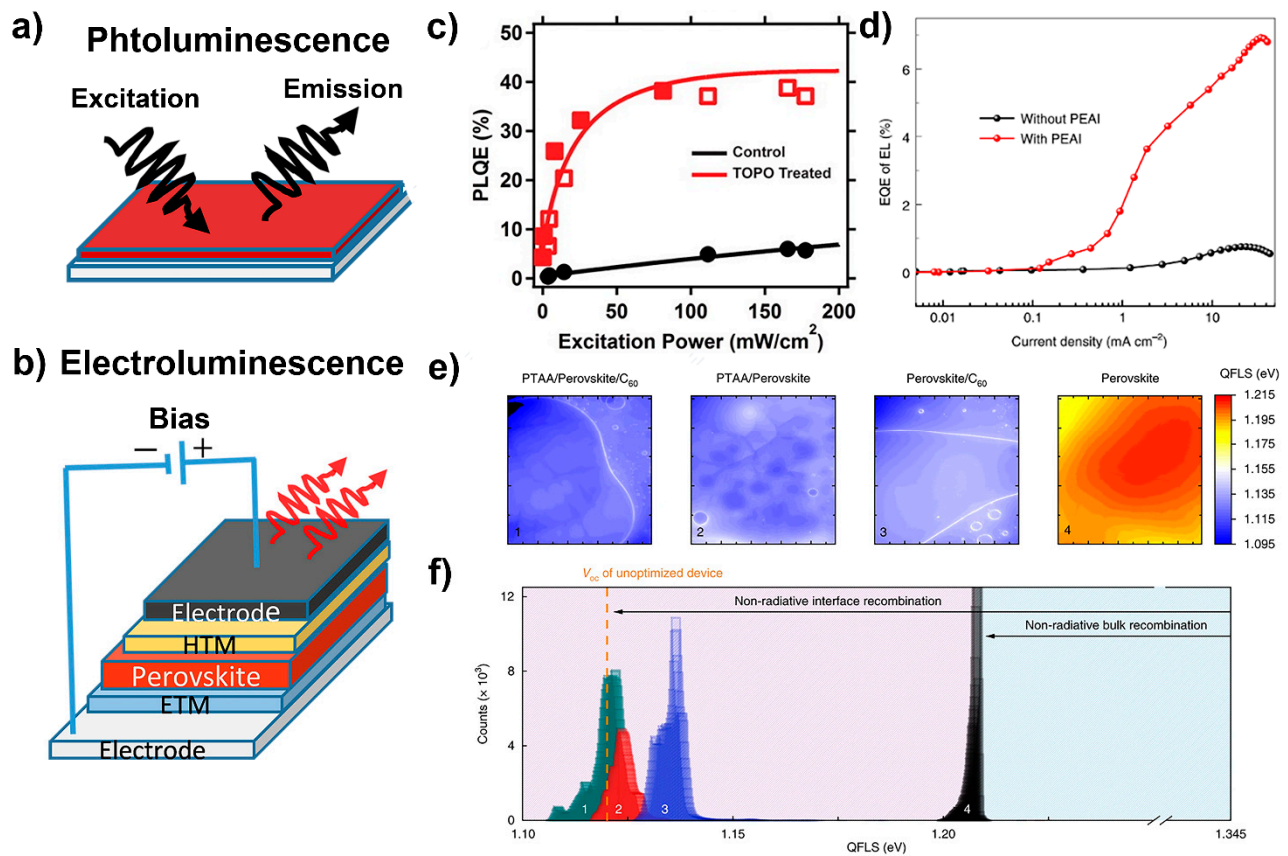 a)
Phtoluminescence
Excitation
Emission
b)
Electroluminescence
Bias
− +
Electrode
HTM
Perovskite
ETM
Electrode
c)
PLQE (%)
50
40
30
20
10
0
Control
TOPO Treated
0 50 100 150 200
Excitation Power (mW/cm²)
d)
EQE of EL (%)
6
4
2
0
Without PEAI
With PEAI
0.01 0.1 1 10
Current density (mA cm⁻²)
e)
PTAA/Perovskite/C₆₀
PTAA/Perovskite
Perovskite/C₆₀
Perovskite
QFLS (eV)
1
2
3
4
1.215
1.195
1.175
1.155
1.135
1.115
1.095
f)
V_oc of unoptimized device
Non-radiative interface recombination
Non-radiative bulk recombination
Counts (× 10³)
12
8
4
0
1 2 3 4
1.10 1.15 1.20 1.345
QFLS (eV)